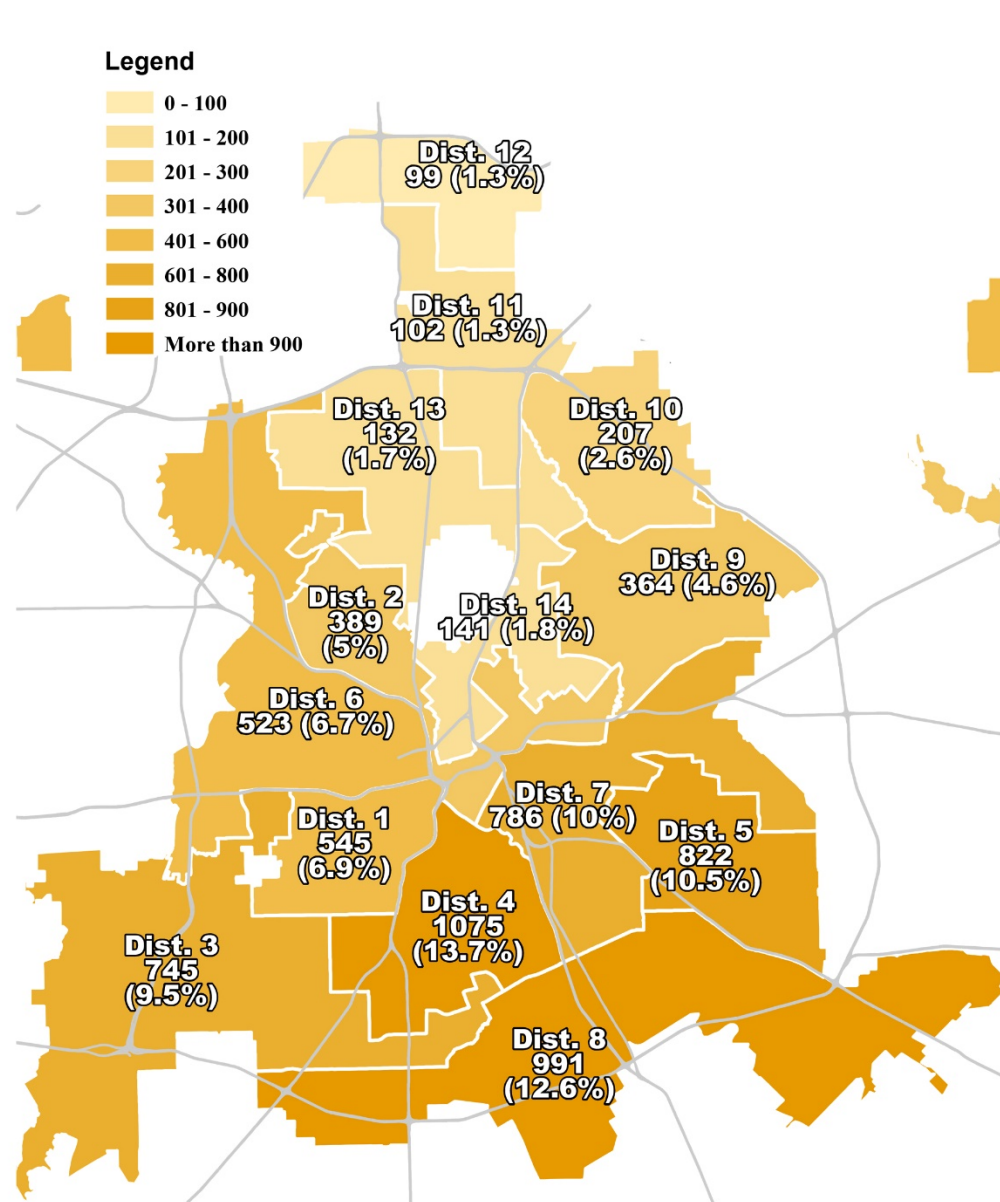 Legend
0 - 100
101 - 200
201 - 300
301 - 400
401 - 600
601 - 800
801 - 900
More than 900
Dist. 12
99 (1.3%)
Dist. 11
102 (1.3%)
Dist. 13
132
(1.7%)
Dist. 10
207
(2.6%)
Dist. 9
364 (4.6%)
Dist. 2
389
(5%)
Dist. 14
141 (1.8%)
Dist. 6
523 (6.7%)
Dist. 1
545
(6.9%)
Dist. 7
786 (10%)
Dist. 5
822
(10.5%)
Dist. 4
1075
(13.7%)
Dist. 3
745
(9.5%)
Dist. 8
991
(12.6%)